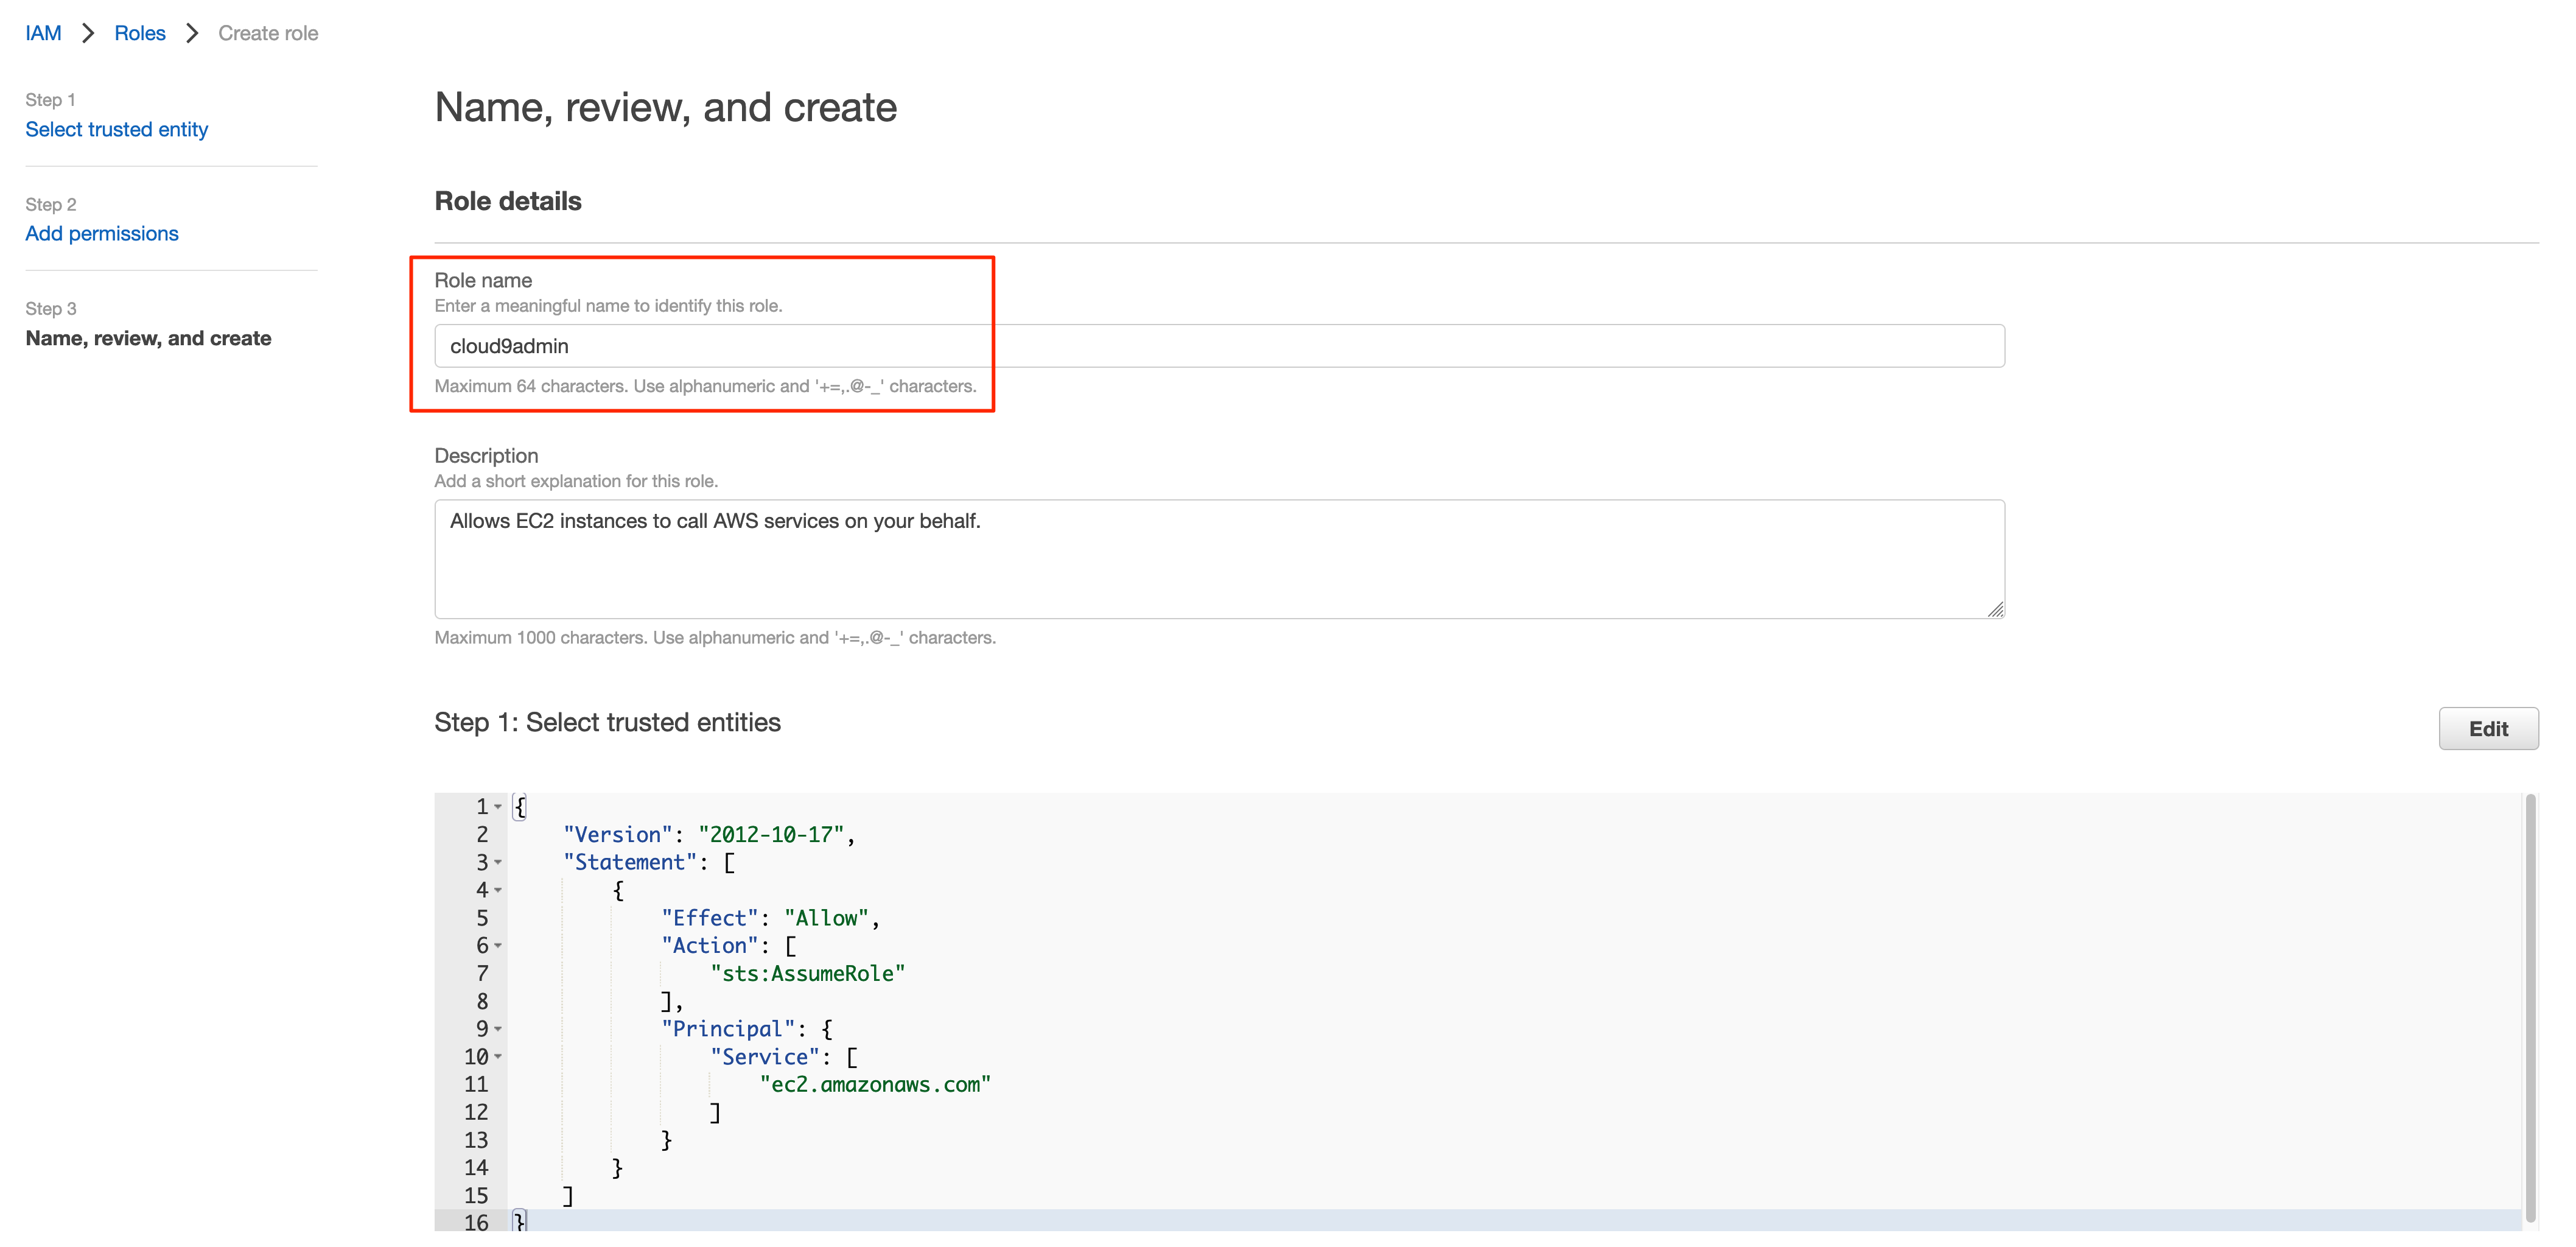 IAM > Roles > Create role
Step 1
Select trusted entity
Step 2
Add permissions
Step 3
Name, review, and create
Name, review, and create
Role details
Role name
Enter a meaningful name to identify this role.
cloud9admin
Maximum 64 characters. Use alphanumeric and '+=,.@-_' characters.
Description
Add a short explanation for this role.
Allows EC2 instances to call AWS services on your behalf.
Maximum 1000 characters. Use alphanumeric and '+=,.@-_' characters.
Step 1: Select trusted entities
Edit
1 {
2     "Version": "2012-10-17",
3     "Statement": [
4         {
5             "Effect": "Allow",
6             "Action": [
7                 "sts:AssumeRole"
8             ],
9             "Principal": {
10                 "Service": [
11                     "ec2.amazonaws.com"
12                 ]
13             }
14         }
15     ]
16 }